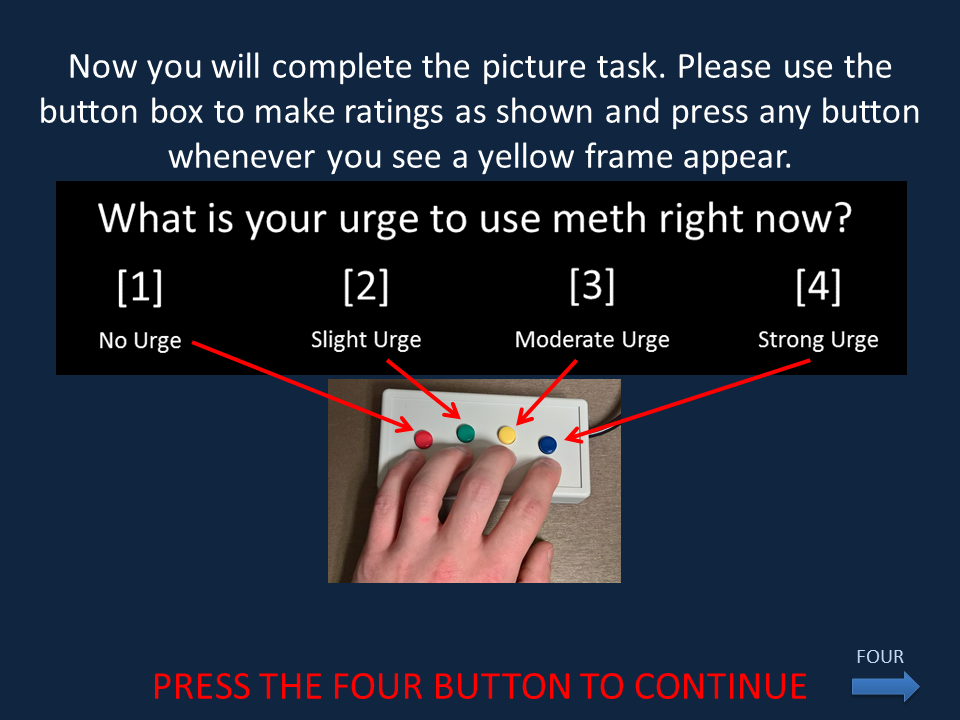 Now you will complete the picture task. Please use the
button box to make ratings as shown and press any button
whenever you see a yellow frame appear.
What is your urge to use meth right now?
[1] [2] [3] [4]
No Urge Slight Urge Moderate Urge Strong Urge
FOUR
PRESS THE FOUR BUTTON TO CONTINUE